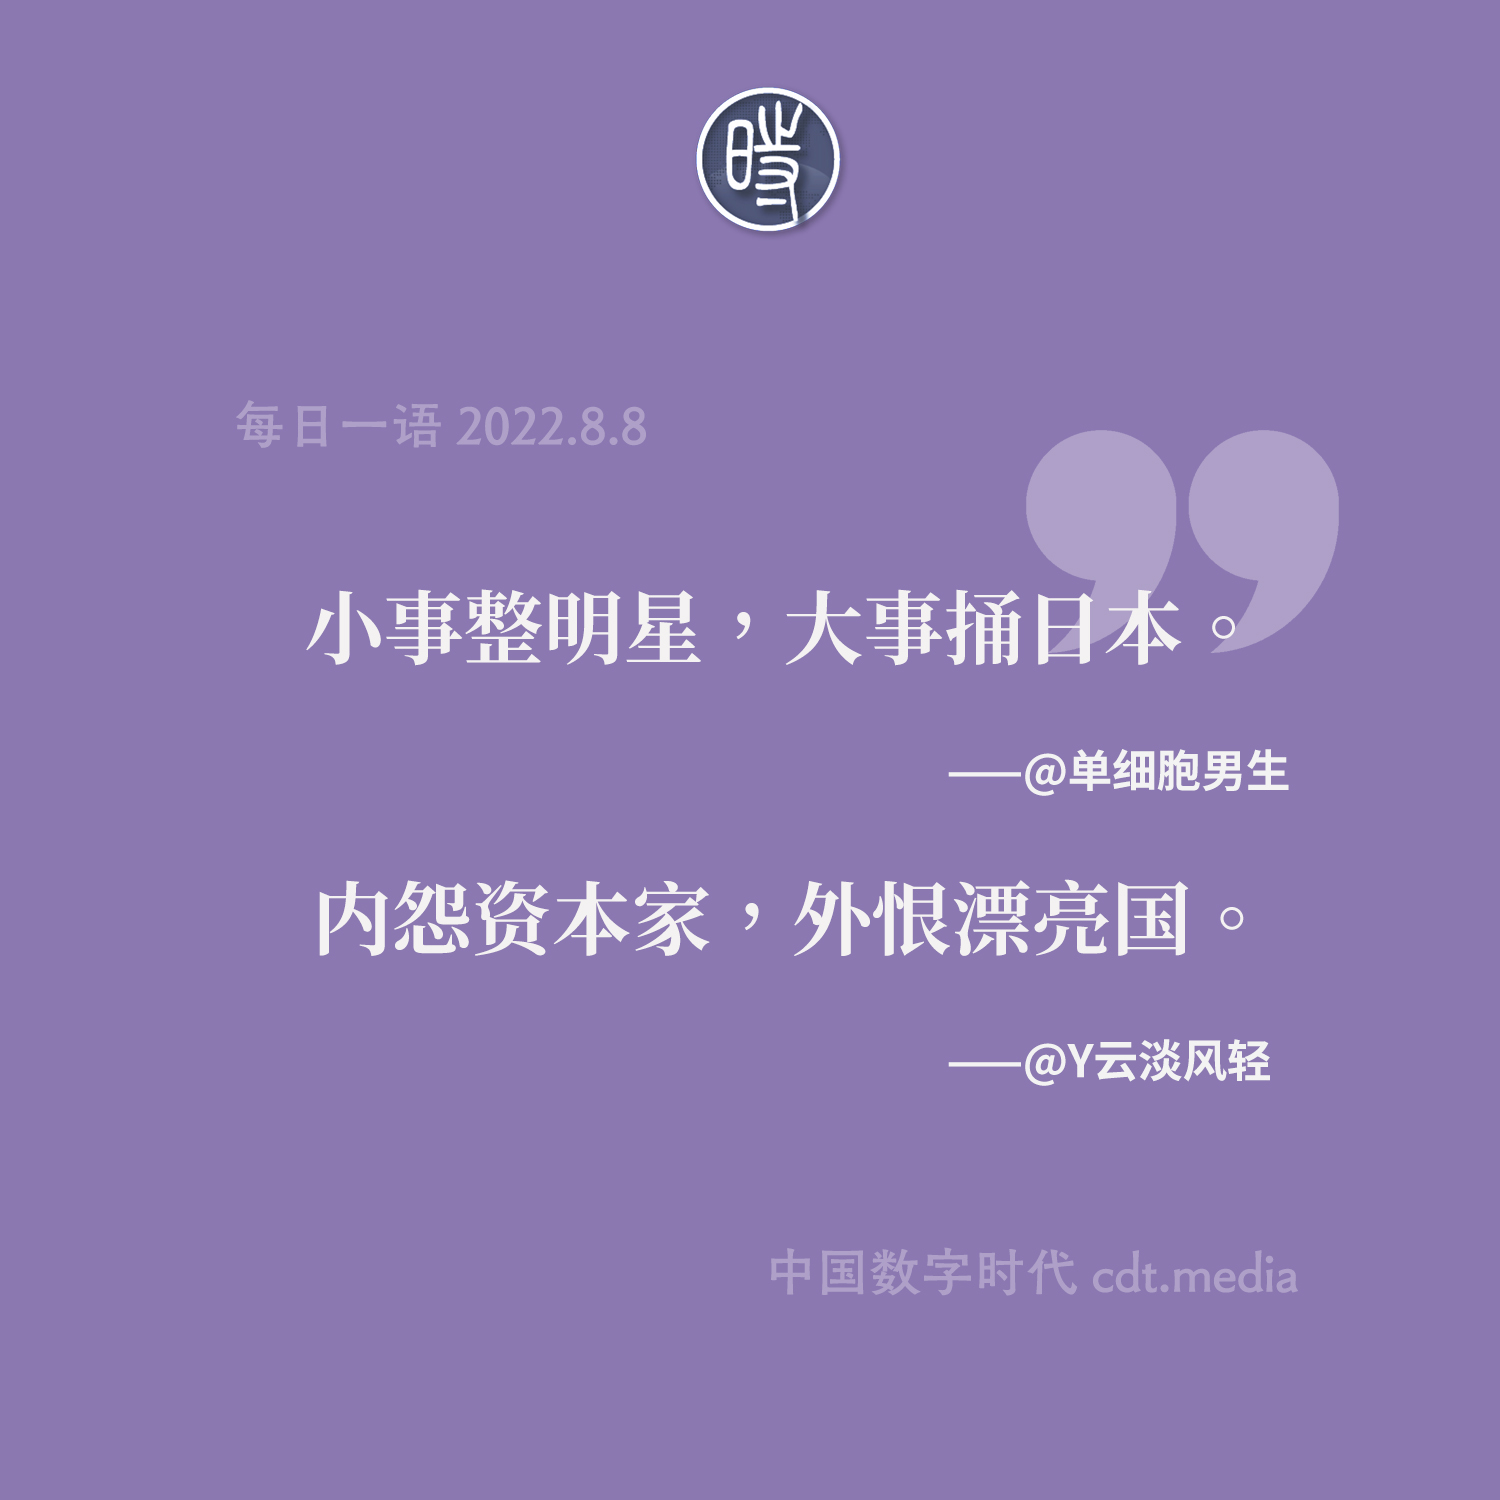 時
每日一语 2022.8.8
小事整明星，大事捅日本。
——@单细胞男生
内怨资本家，外恨漂亮国。
——@Y云淡风轻
中国数字时代 cdt.media